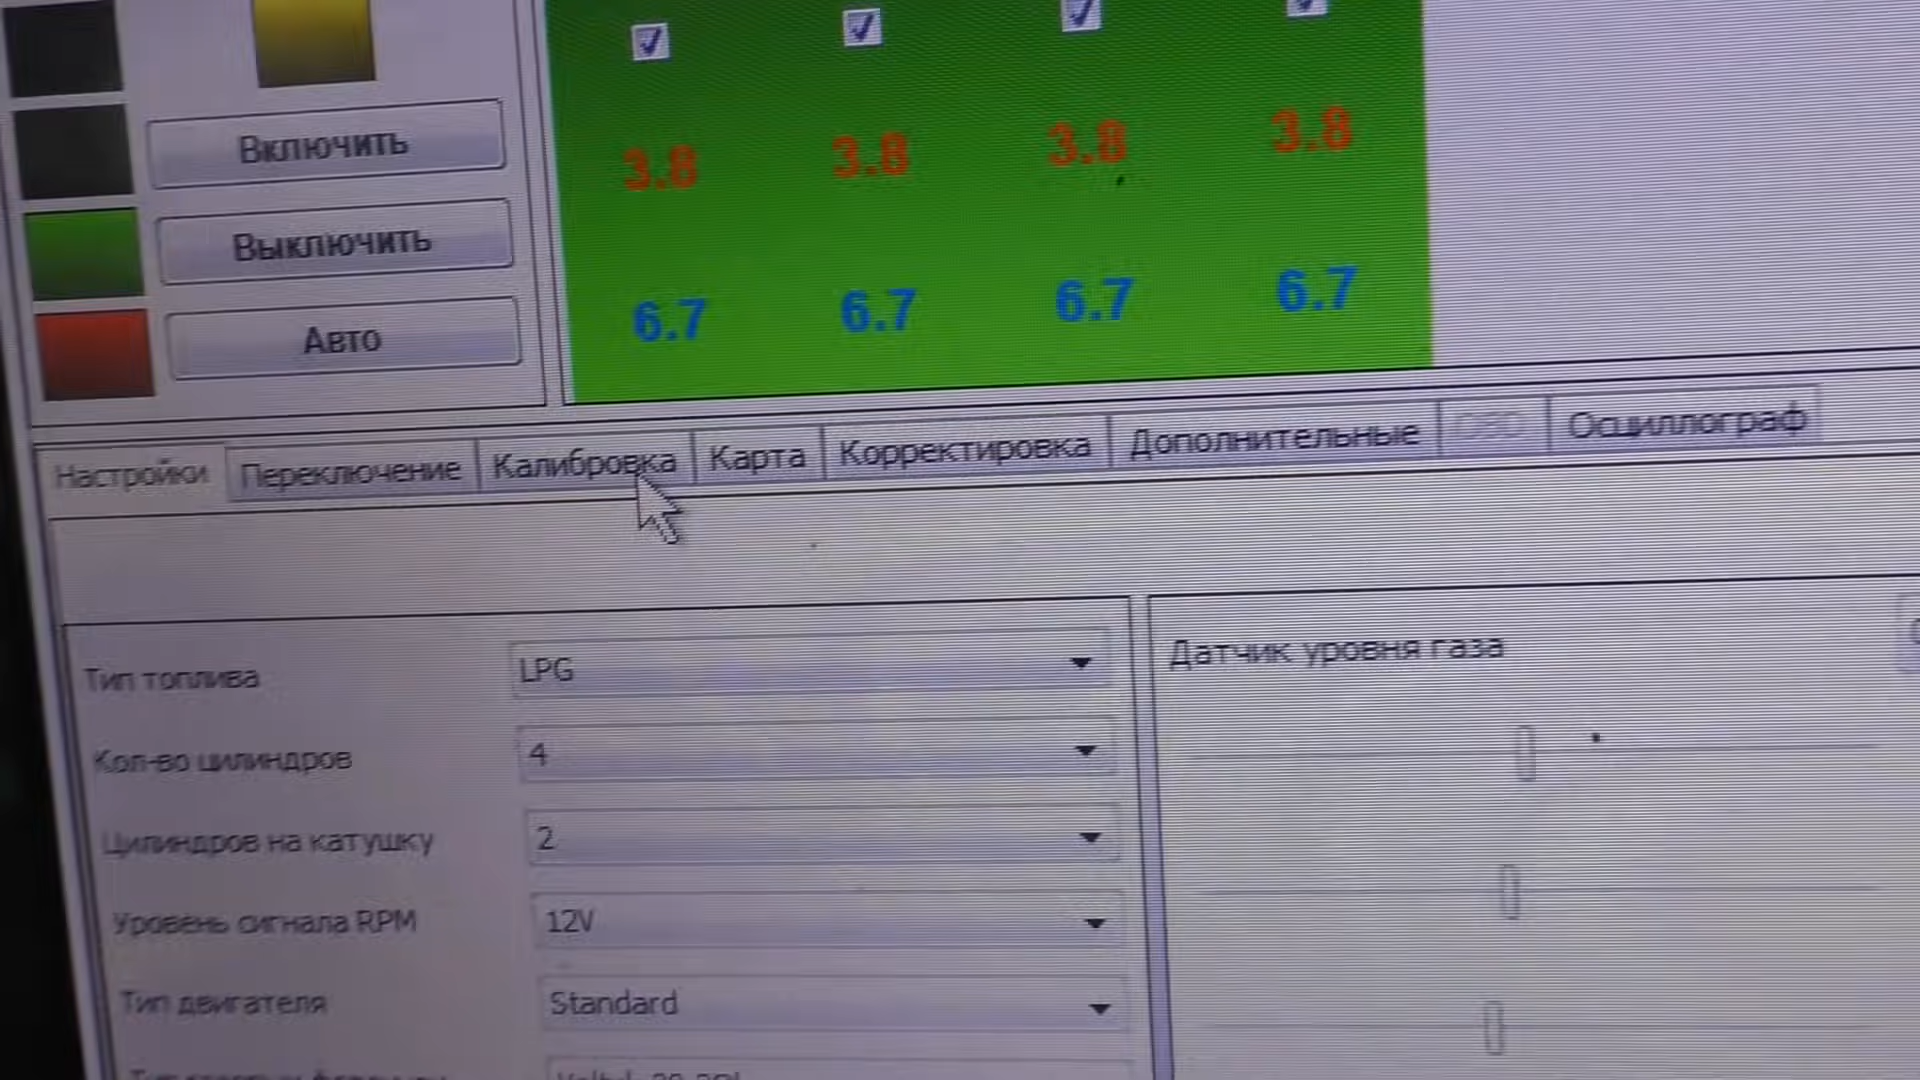 Включить
Выключить
Авто
3.8 3.8 3.8 3.8
6.7 6.7 6.7 6.7
Настройки Переключение Калибровка Карта Корректировка Дополнительные OBD Осциллограф
Тип топлива LPG
Кол-во цилиндров 4
Цилиндров на катушку 2
Уровень сигнала RPM 12V
Тип двигателя Standard
Датчик уровня газа